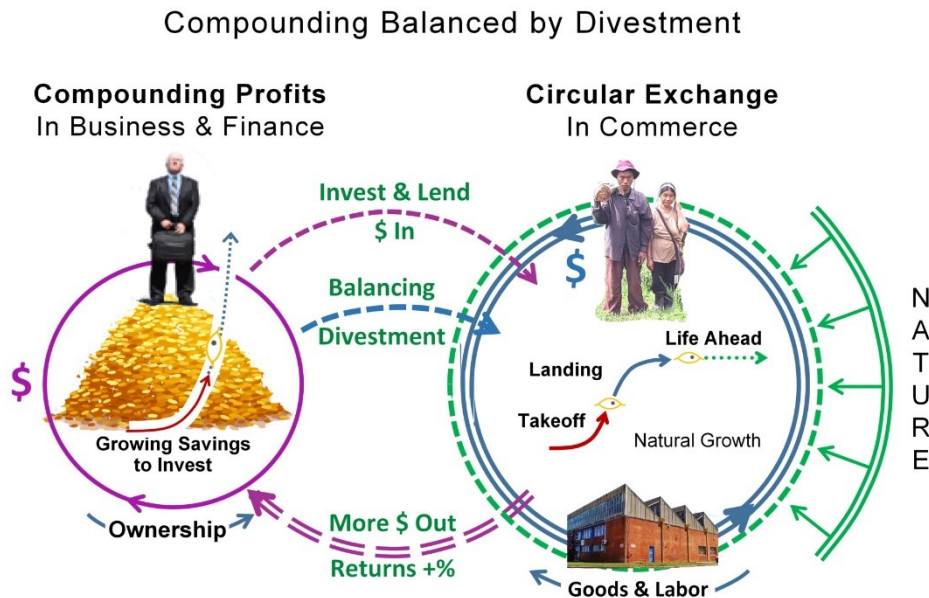 Compounding Balanced by Divestment
Compounding Profits
In Business & Finance
Circular Exchange
In Commerce
Invest & Lend
$ In
$
Balancing
Divestment
$
Growing Savings
to Invest
Ownership
More $ Out
Returns +%
Life Ahead
Landing
Takeoff
Natural Growth
Goods & Labor
NATURE